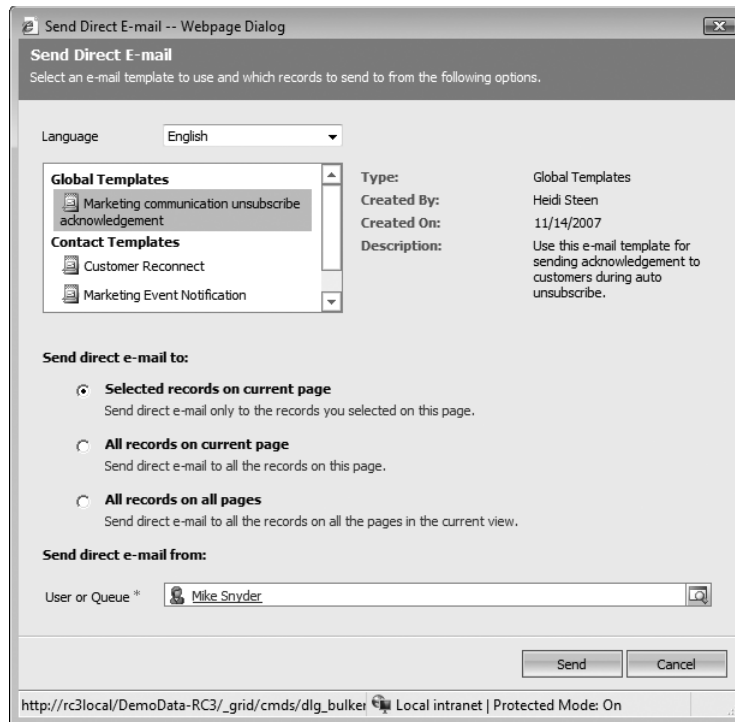 Send Direct E-mail -- Webpage Dialog
Send Direct E-mail
Select an e-mail template to use and which records to send to from the following options.
Language English
Global Templates
Marketing communication unsubscribe
acknowledgement
Contact Templates
Customer Reconnect
Marketing Event Notification
Type: Global Templates
Created By: Heidi Steen
Created On: 11/14/2007
Description: Use this e-mail template for
sending acknowledgement to
customers during auto
unsubscribe.
Send direct e-mail to:
Selected records on current page
Send direct e-mail only to the records you selected on this page.
All records on current page
Send direct e-mail to all the records on this page.
All records on all pages
Send direct e-mail to all the records on all the pages in the current view.
Send direct e-mail from:
User or Queue * Mike Snyder
Send Cancel
http://rc3local/DemoData-RC3/_grid/cmds/dlg_bulker Local intranet | Protected Mode: On